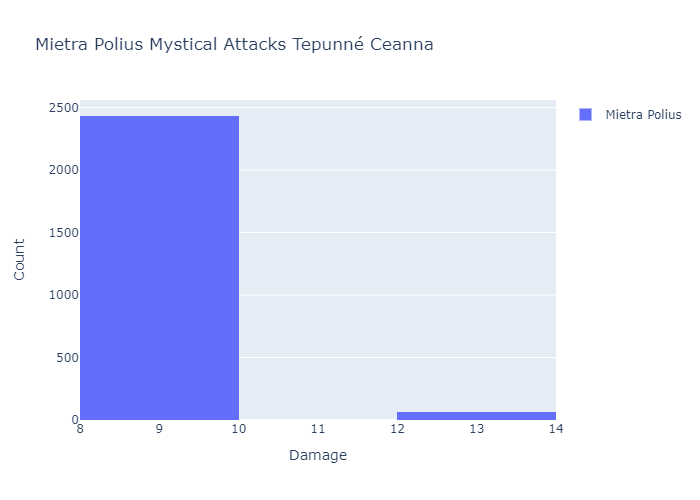 Mietra Polius Mystical Attacks Tepunné Ceanna
Mietra Polius
2500
2000
1500
1000
500
0
8 9 10 11 12 13 14
Count
Damage